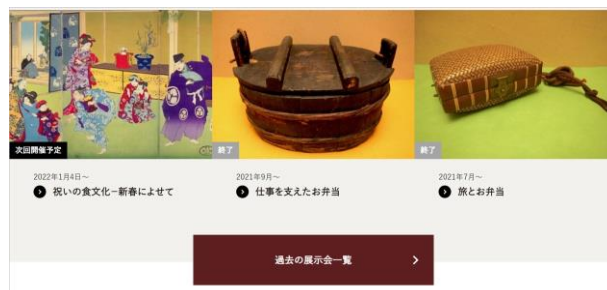 次回開催予定
終了
終了
2022年1月4日～
祝いの食文化−新春によせて
2021年9月～
仕事を支えたお弁当
2021年7月～
旅とお弁当
過去の展示会一覧